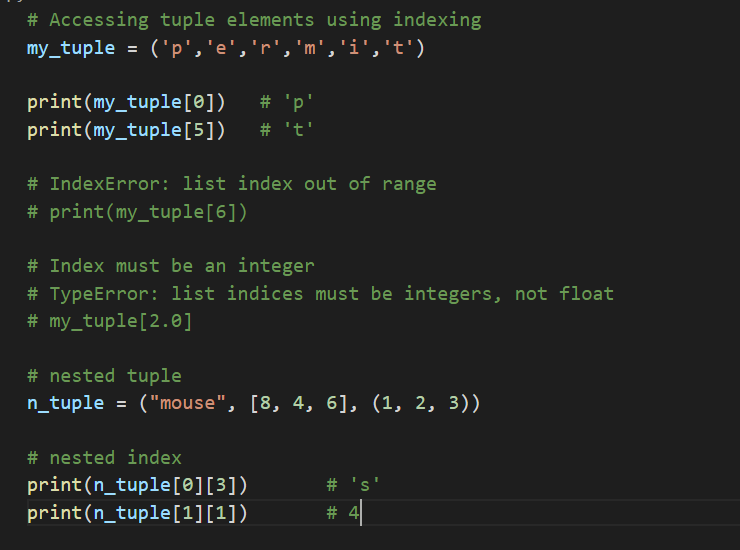 # Accessing tuple elements using indexing
my_tuple = ('p','e','r','m','i','t')
print(my_tuple[0])   # 'p'
print(my_tuple[5])   # 't'
# IndexError: list index out of range
# print(my_tuple[6])
# Index must be an integer
# TypeError: list indices must be integers, not float
# my_tuple[2.0]
# nested tuple
n_tuple = ("mouse", [8, 4, 6], (1, 2, 3))
# nested index
print(n_tuple[0][3])       # 's'
print(n_tuple[1][1])       # 4